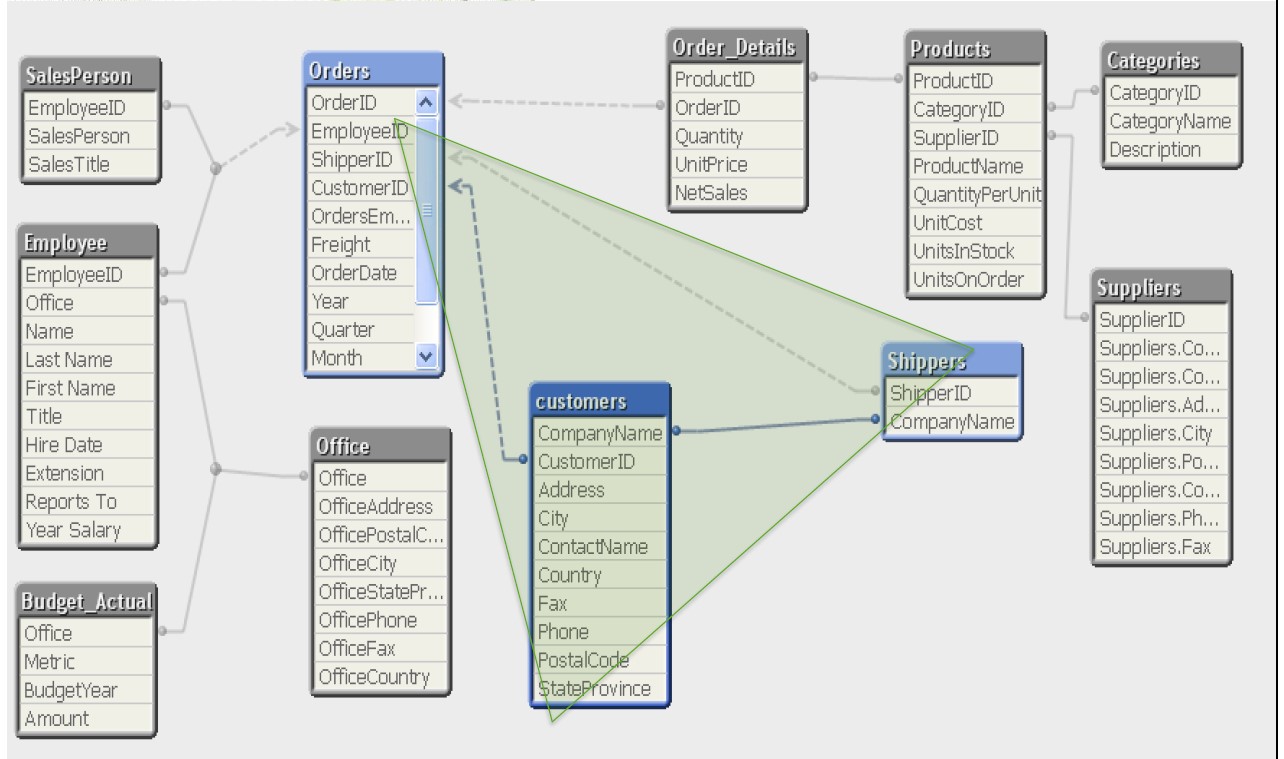 SalesPerson
EmployeeID
SalesPerson
SalesTitle
Employee
EmployeeID
Office
Name
Last Name
First Name
Title
Hire Date
Extension
Reports To
Year Salary
Budget_Actual
Office
Metric
BudgetYear
Amount
Orders
OrderID
EmployeeID
ShipperID
CustomerID
OrdersEm...
Freight
OrderDate
Year
Quarter
Month
Office
Office
OfficeAddress
OfficePostalC...
OfficeCity
OfficeStatePr...
OfficePhone
OfficeFax
OfficeCountry
customers
CompanyName
CustomerID
Address
City
ContactName
Country
Fax
Phone
PostalCode
StateProvince
Order_Details
ProductID
OrderID
Quantity
UnitPrice
NetSales
Products
ProductID
CategoryID
SupplierID
ProductName
QuantityPerUnit
UnitCost
UnitsInStock
UnitsOnOrder
Shippers
ShipperID
CompanyName
Categories
CategoryID
CategoryName
Description
Suppliers
SupplierID
Suppliers.Co...
Suppliers.Co...
Suppliers.Ad...
Suppliers.City
Suppliers.Po...
Suppliers.Co...
Suppliers.Ph...
Suppliers.Fax